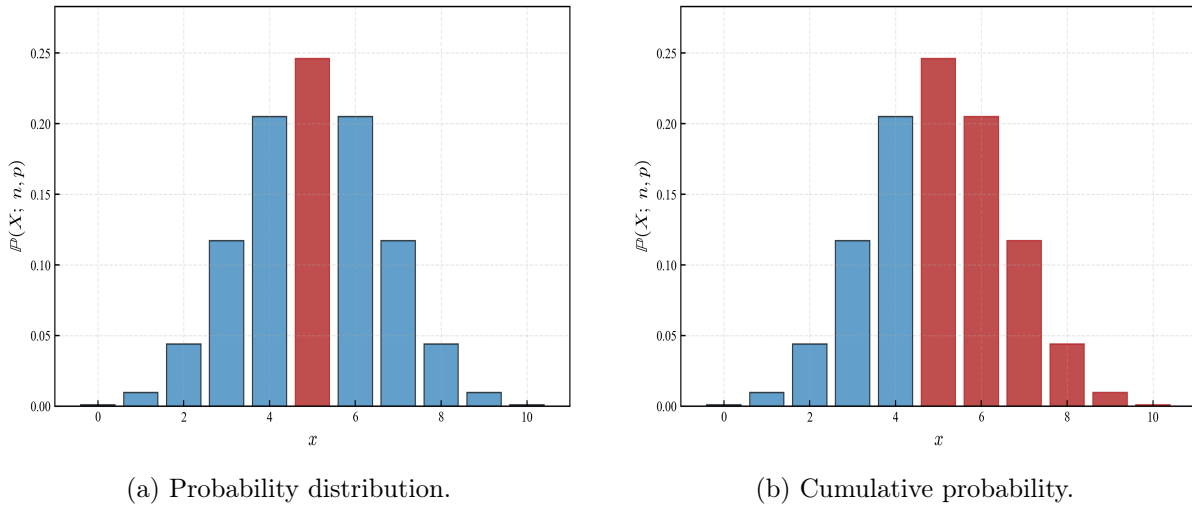 0.25
0.20
0.15
0.10
0.05
0.00
ℙ(X; n, p)
0 2 4 6 8 10
x
(a) Probability distribution.
0.25
0.20
0.15
0.10
0.05
0.00
ℙ(X; n, p)
0 2 4 6 8 10
x
(b) Cumulative probability.